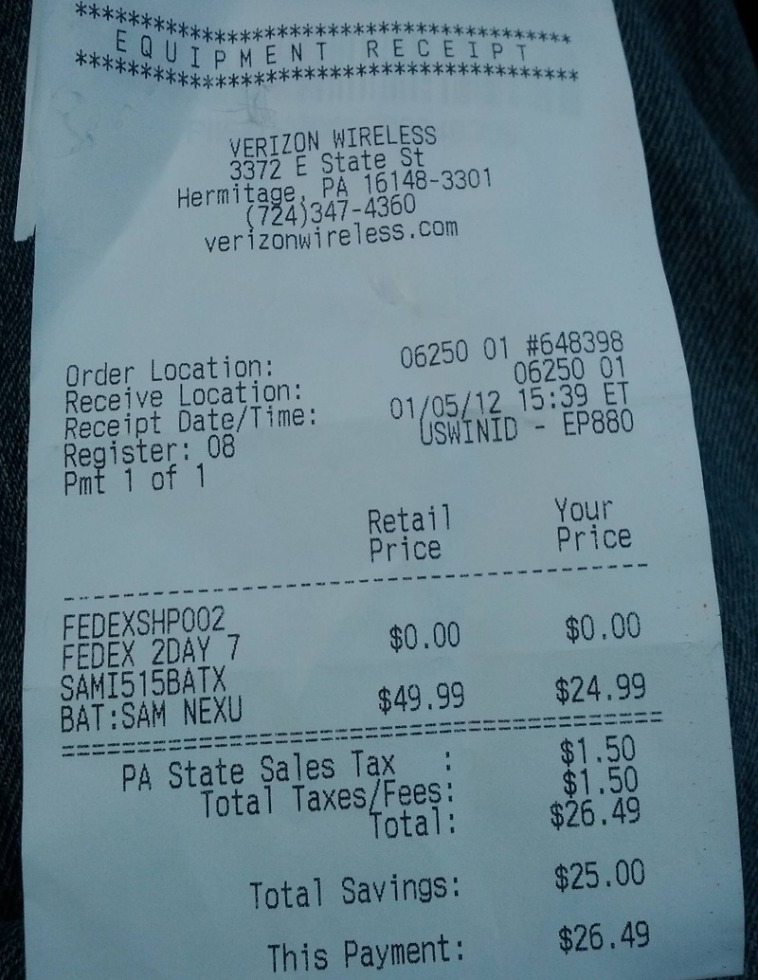 ****************************************
EQUIPMENT RECEIPT
****************************************
VERIZON WIRELESS
3372 E State St
Hermitage, PA 16148-3301
(724)347-4360
verizonwireless.com
Order Location: 06250 01 #648398
Receive Location: 06250 01
Receipt Date/Time: 01/05/12 15:39 ET
Register: 08 USWINID - EP880
Pmt 1 of 1
Retail Your
Price Price
FEDEXSHP002
FEDEX 2DAY 7 $0.00 $0.00
SAMI515BATX
BAT:SAM NEXU $49.99 $24.99
PA State Sales Tax : $1.50
Total Taxes/Fees: $1.50
Total: $26.49
Total Savings: $25.00
This Payment: $26.49